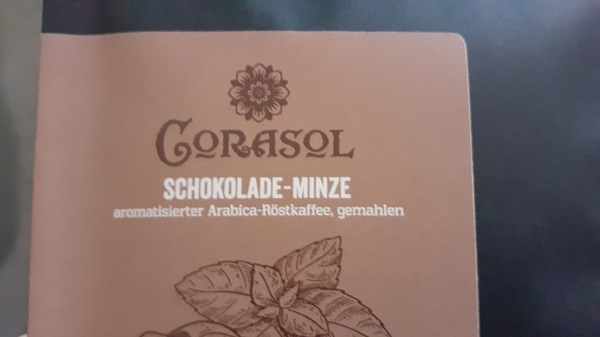 CORASOL
SCHOKOLADE-MINZE
aromatisierter Arabica-Röstkaffee, gemahlen